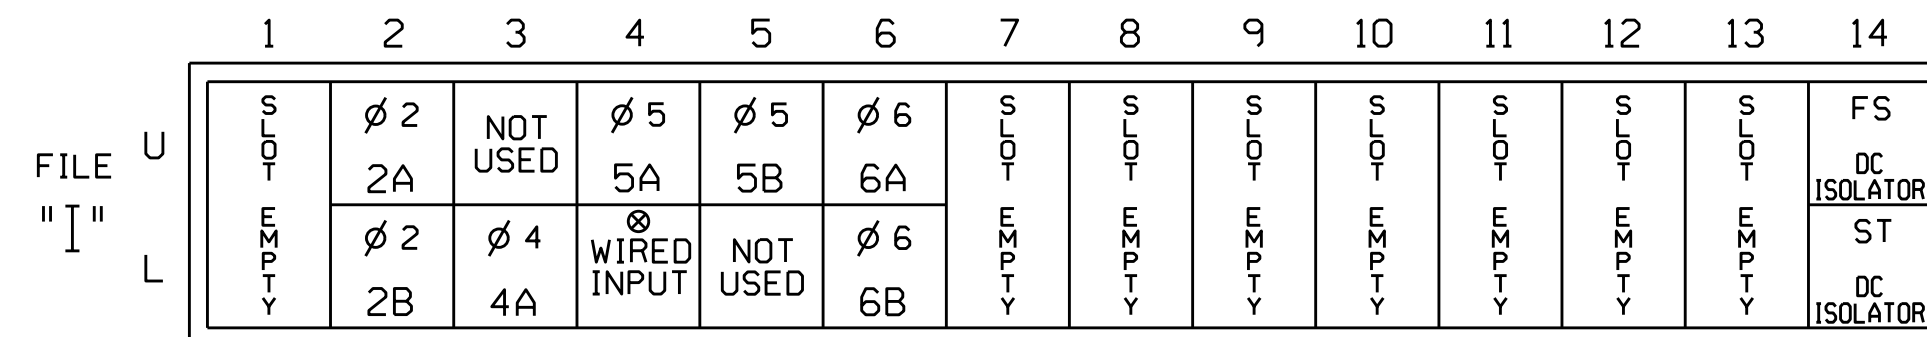 1 2 3 4 5 6 7 8 9 10 11 12 13 14
FILE
"I"
U
L
SLOT EMPTY
Ø 2
2A
NOT
USED
Ø 5
5A
Ø 5
5B
Ø 6
6A
SLOT EMPTY
SLOT EMPTY
SLOT EMPTY
SLOT EMPTY
SLOT EMPTY
SLOT EMPTY
SLOT EMPTY
FS
DC
ISOLATOR
Ø 2
2B
Ø 4
4A
⊗
WIRED
INPUT
NOT
USED
Ø 6
6B
ST
DC
ISOLATOR